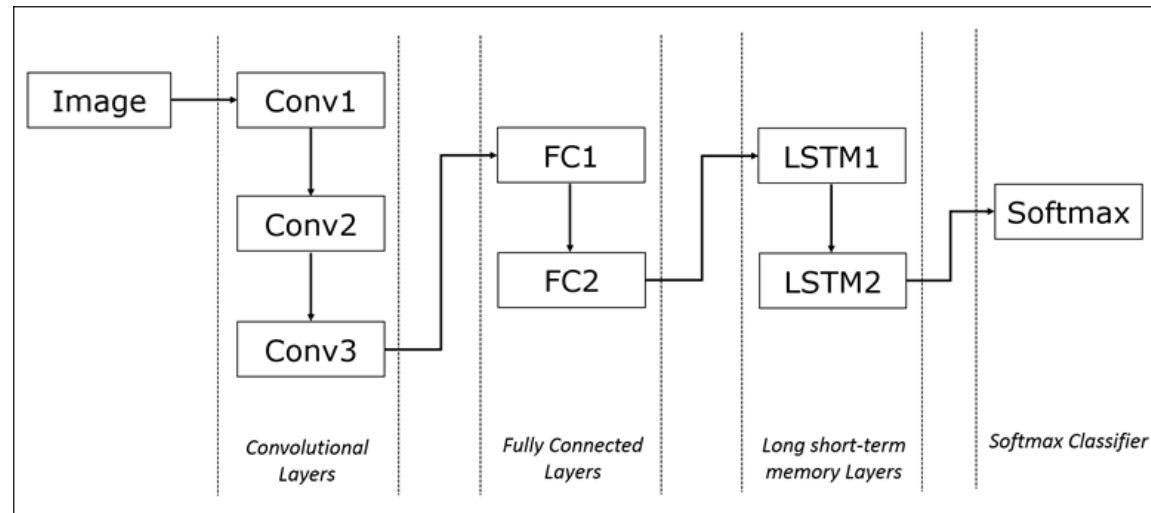 Image
Conv1
Conv2
Conv3
Convolutional
Layers
FC1
FC2
Fully Connected
Layers
LSTM1
LSTM2
Long short-term
memory Layers
Softmax
Softmax Classifier